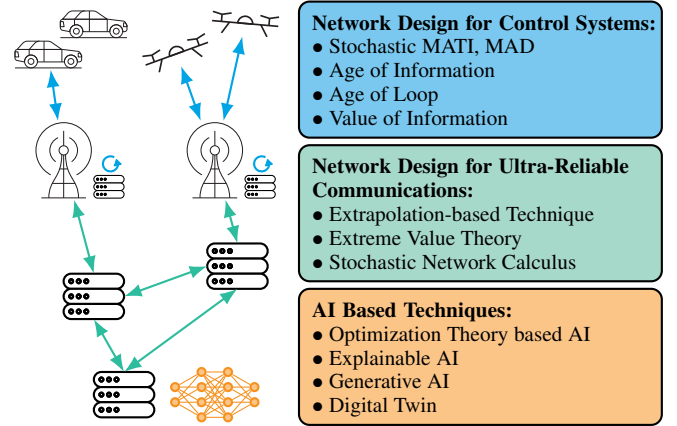 Network Design for Control Systems:
• Stochastic MATI, MAD
• Age of Information
• Age of Loop
• Value of Information
Network Design for Ultra-Reliable
Communications:
• Extrapolation-based Technique
• Extreme Value Theory
• Stochastic Network Calculus
AI Based Techniques:
• Optimization Theory based AI
• Explainable AI
• Generative AI
• Digital Twin